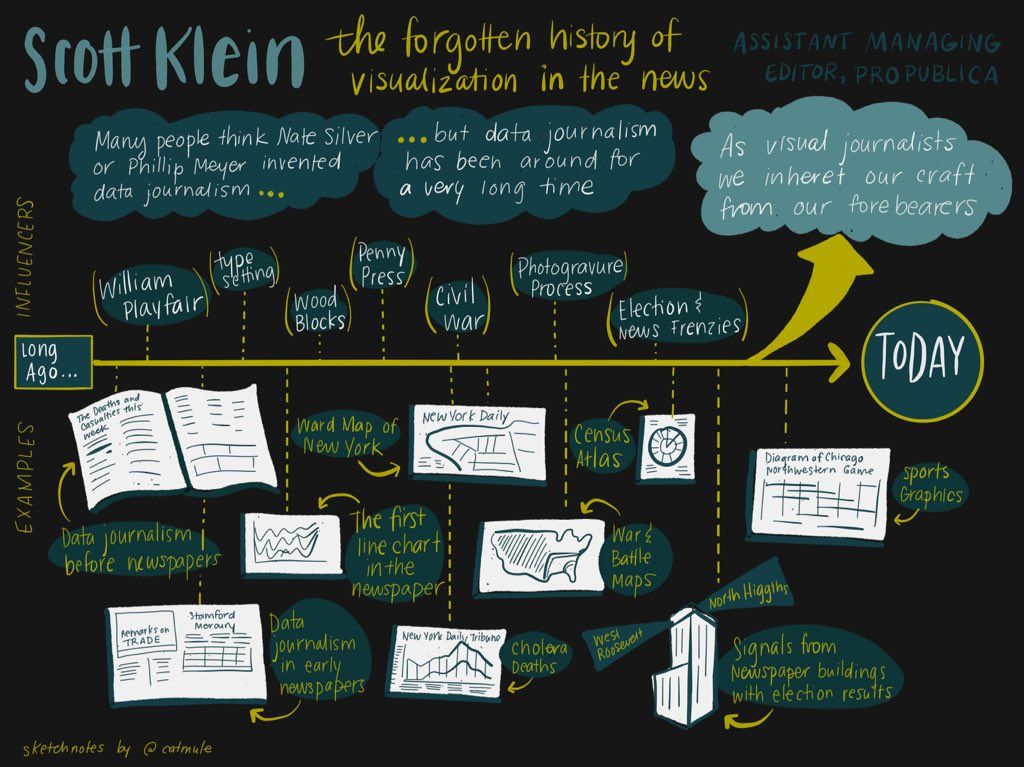 Scott Klein
the forgotten history of
visualization in the news
ASSISTANT MANAGING
EDITOR, PROPUBLICA
Many people think Nate Silver
or Phillip Meyer invented
data journalism ...
... but data journalism
has been around for
a very long time
As visual journalists
we inheret our craft
from our forebearers
INFLUENCERS
William
Playfair
type
setting
Wood
Blocks
Penny
Press
Civil
War
Photogravure
Process
Election &
News Frenzies
Long
Ago...
TODAY
EXAMPLES
The Deaths and
Casualties this
week
Data journalism
before newspapers
Ward Map of
New York
New York Daily
Census
Atlas
Diagram of Chicago
Northwestern Game
sports
Graphics
The first
line chart
in the
newspaper
War &
Battle
Maps
Remarks on
TRADE
Stamford
Mercury
Data
journalism
in early
newspapers
New York Daily Tribune
Cholera
Deaths
North Higgths
West
Roosevelt
Signals from
Newspaper buildings
with election results
sketchnotes by @catmule